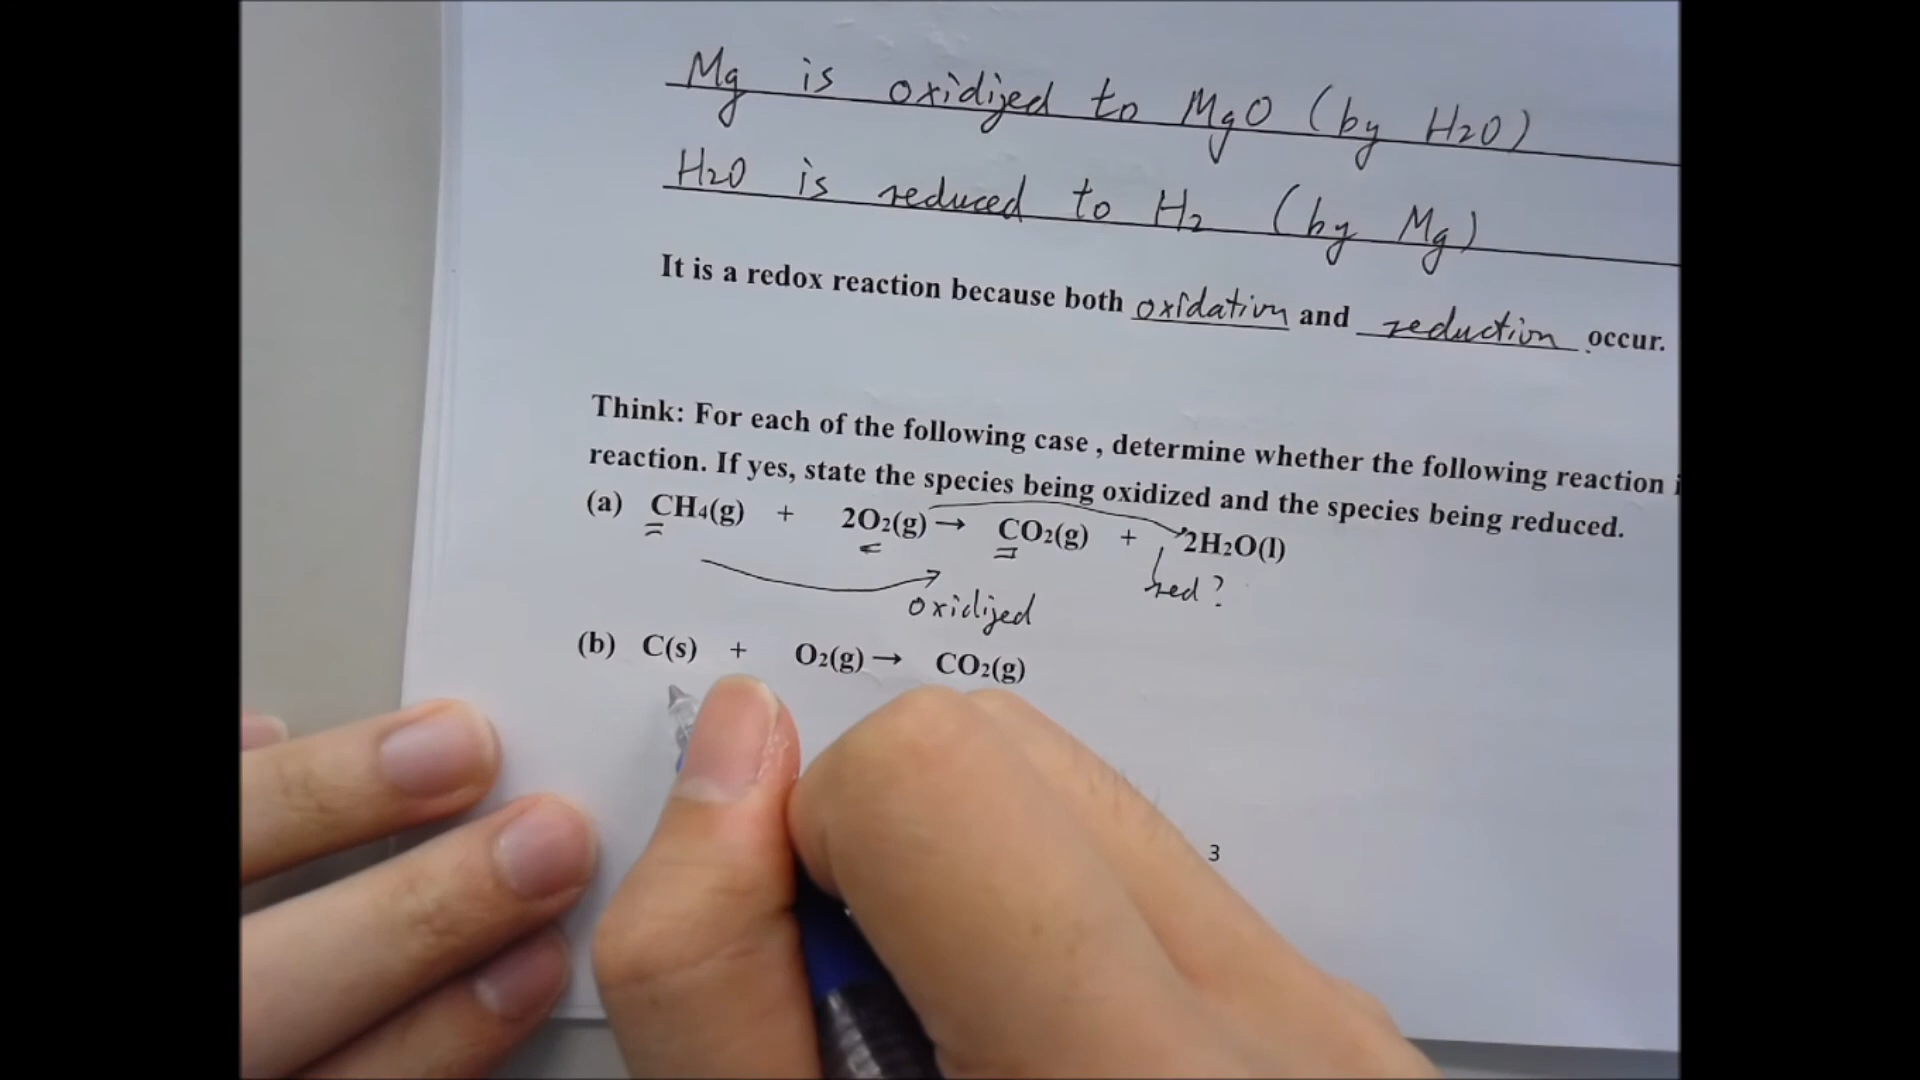 Mg is oxidized to MgO (by H2O)
H2O is reduced to H2 (by Mg)
It is a redox reaction because both oxidation and reduction occur.
Think: For each of the following case , determine whether the following reaction i
reaction. If yes, state the species being oxidized and the species being reduced.
(a) CH4(g) + 2O2(g) → CO2(g) + 2H2O(l)
red ?
oxidized
(b) C(s) + O2(g) → CO2(g)
3